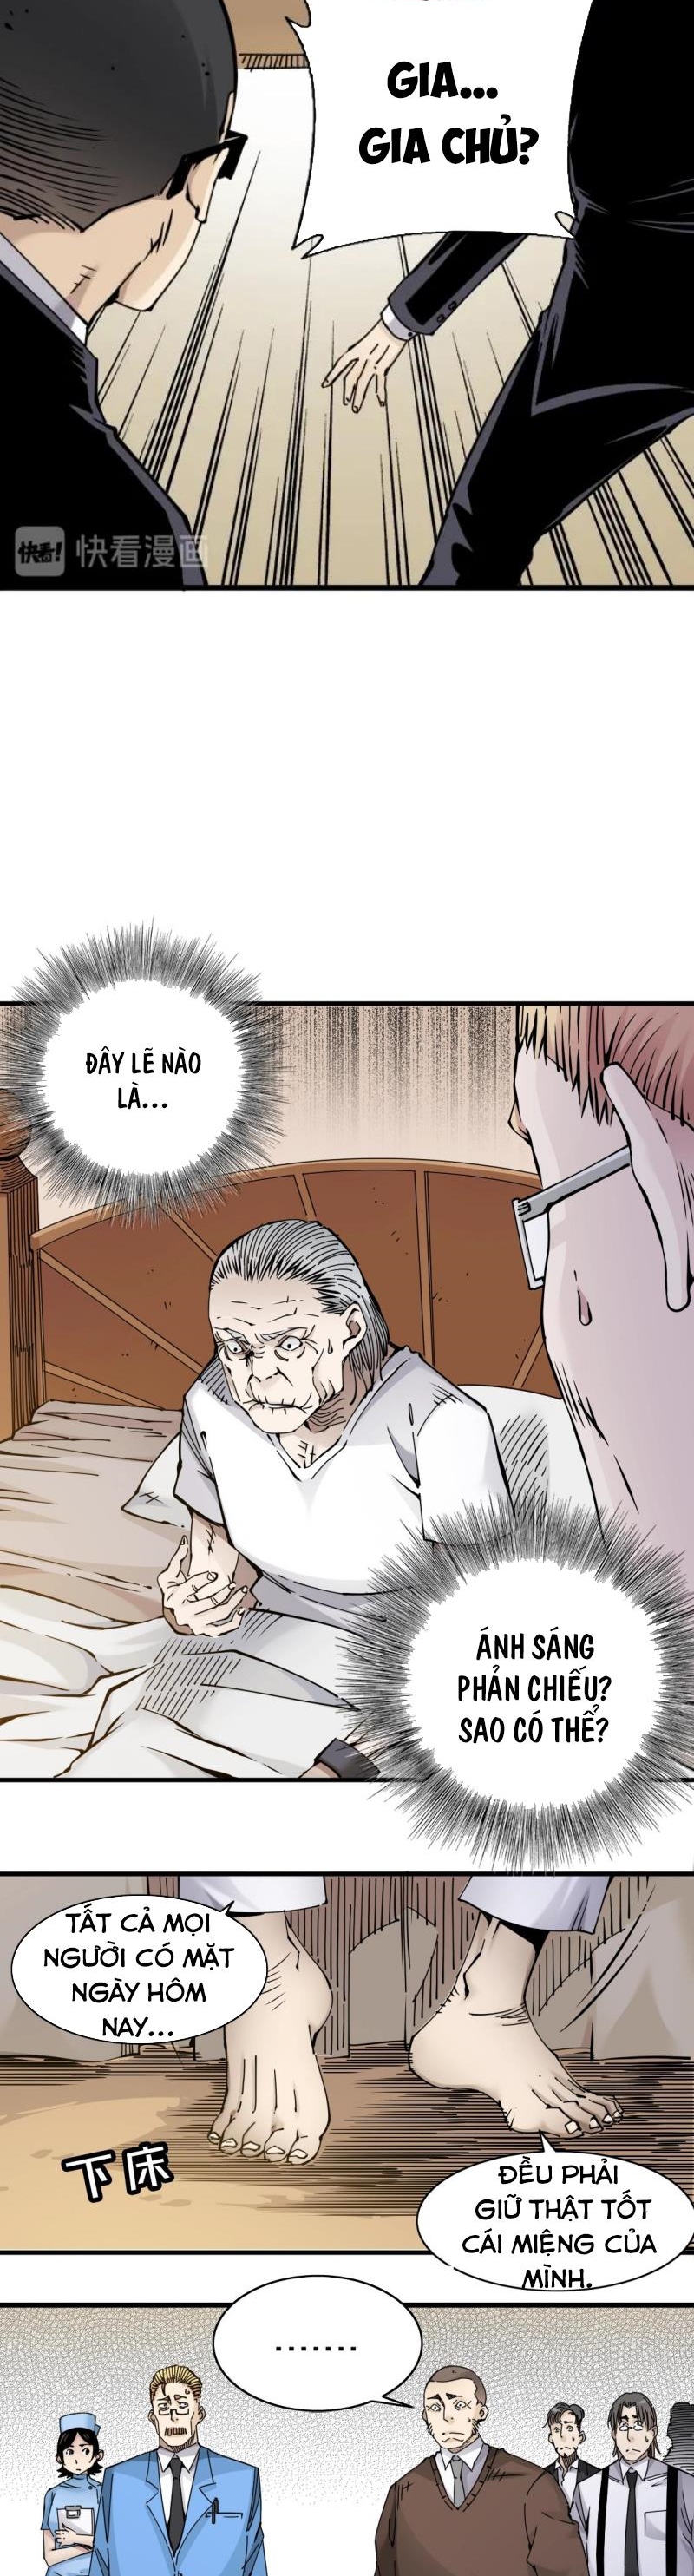 GIA...
GIA CHỦ?
快看! 快看漫画
ĐÂY LẼ NÀO
LÀ...
ÁNH SÁNG
PHẢN CHIẾU?
SAO CÓ THỂ?
TẤT CẢ MỌI
NGƯỜI CÓ MẶT
NGÀY HÔM
NAY...
下床
ĐỀU PHẢI
GIỮ THẬT TỐT
CÁI MIỆNG CỦA
MÌNH.
.......